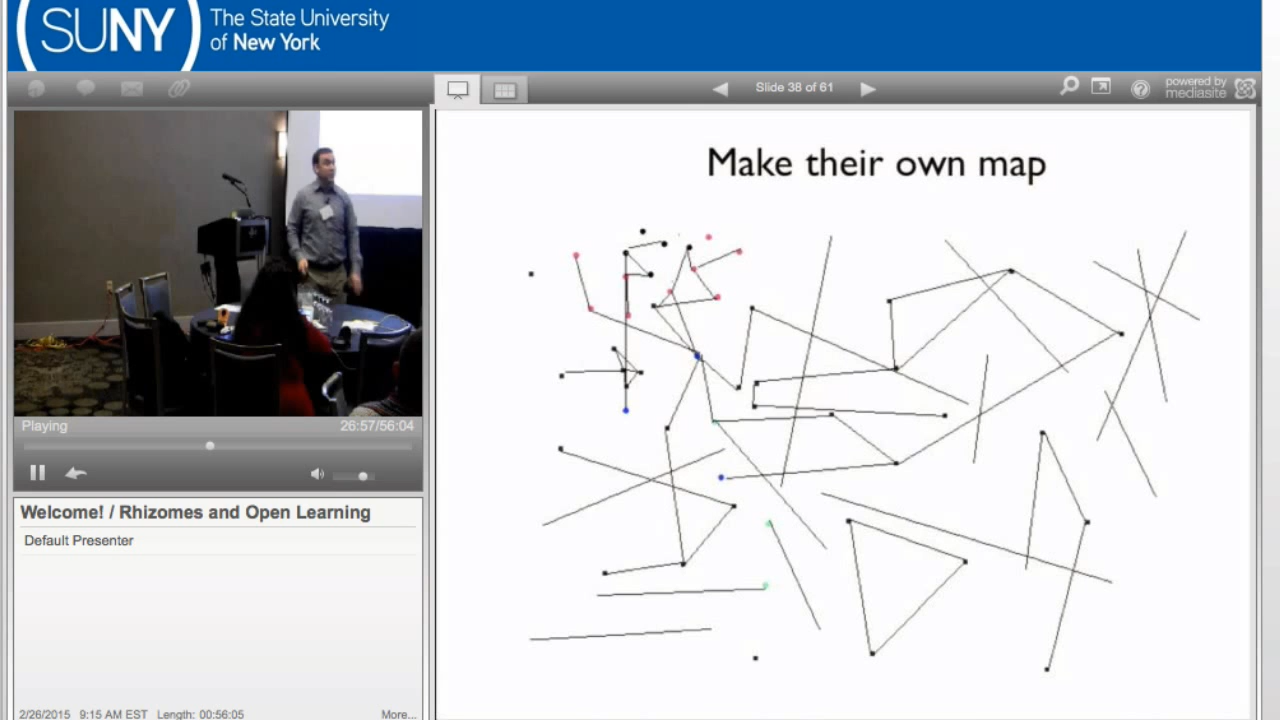 (SUNY)
The State University
of New York
Slide 38 of 61
powered by
mediasite
Make their own map
Playing
26:57/56:04
Welcome! / Rhizomes and Open Learning
Default Presenter
2/26/2015 9:15 AM EST Length: 00:56:05
More...